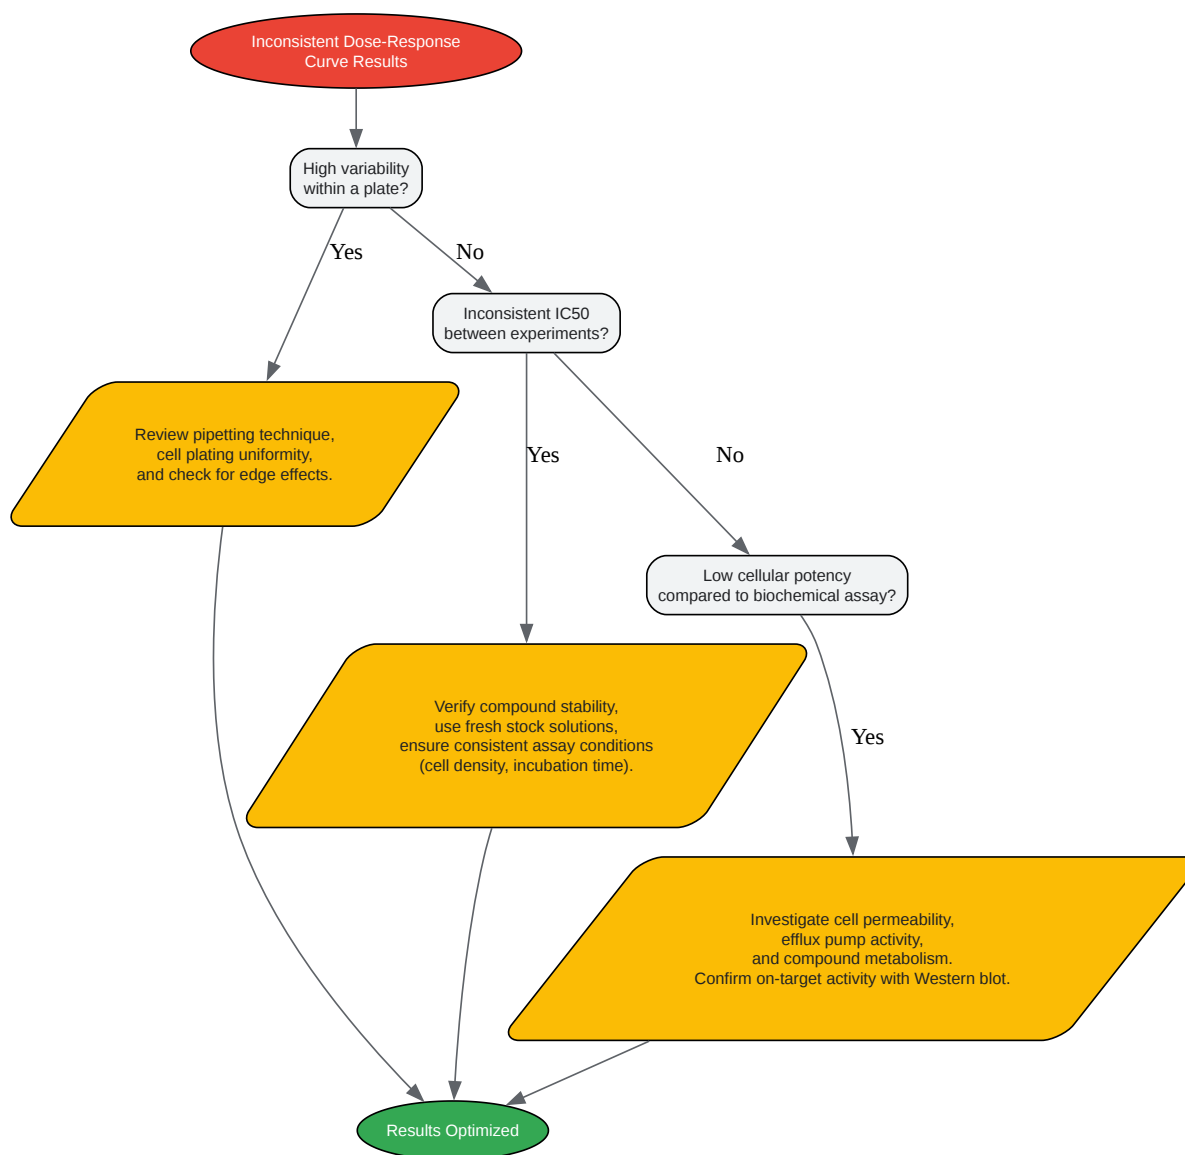 Inconsistent Dose-Response
Curve Results
High variability
within a plate?
Yes
No
Inconsistent IC50
between experiments?
Review pipetting technique,
cell plating uniformity,
and check for edge effects.
Yes
No
Low cellular potency
compared to biochemical assay?
Verify compound stability,
use fresh stock solutions,
ensure consistent assay conditions
(cell density, incubation time).
Yes
Investigate cell permeability,
efflux pump activity,
and compound metabolism.
Confirm on-target activity with Western blot.
Results Optimized